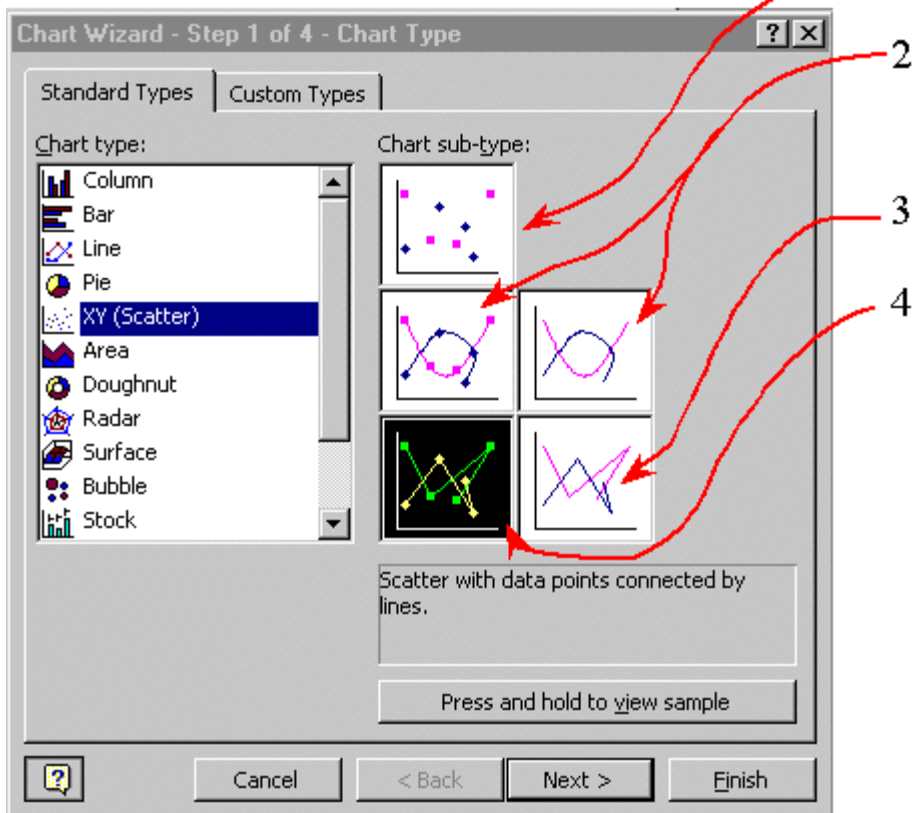 Chart Wizard - Step 1 of 4 - Chart Type
2
Standard Types
Custom Types
Chart type:
Chart sub-type:
Column
Bar
Line
Pie
XY (Scatter)
Area
Doughnut
Radar
Surface
Bubble
Stock
3
4
Scatter with data points connected by
lines.
Press and hold to view sample
Cancel
< Back
Next >
Finish